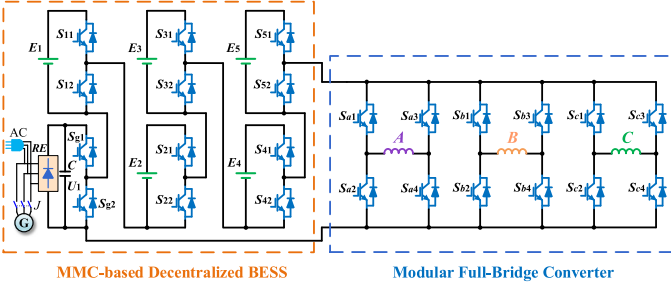 E1 S11 E3 S31 E5 S51
S12 S32 S52
Sa1 Sa3 Sb1 Sb3 Sc1 Sc3
AC RE Sg1 C S21 S41
A B C
E2 E4
U1
J Sg2 S22 S42 Sa2 Sa4 Sb2 Sb4 Sc2 Sc4
G
MMC-based Decentralized BESS Modular Full-Bridge Converter